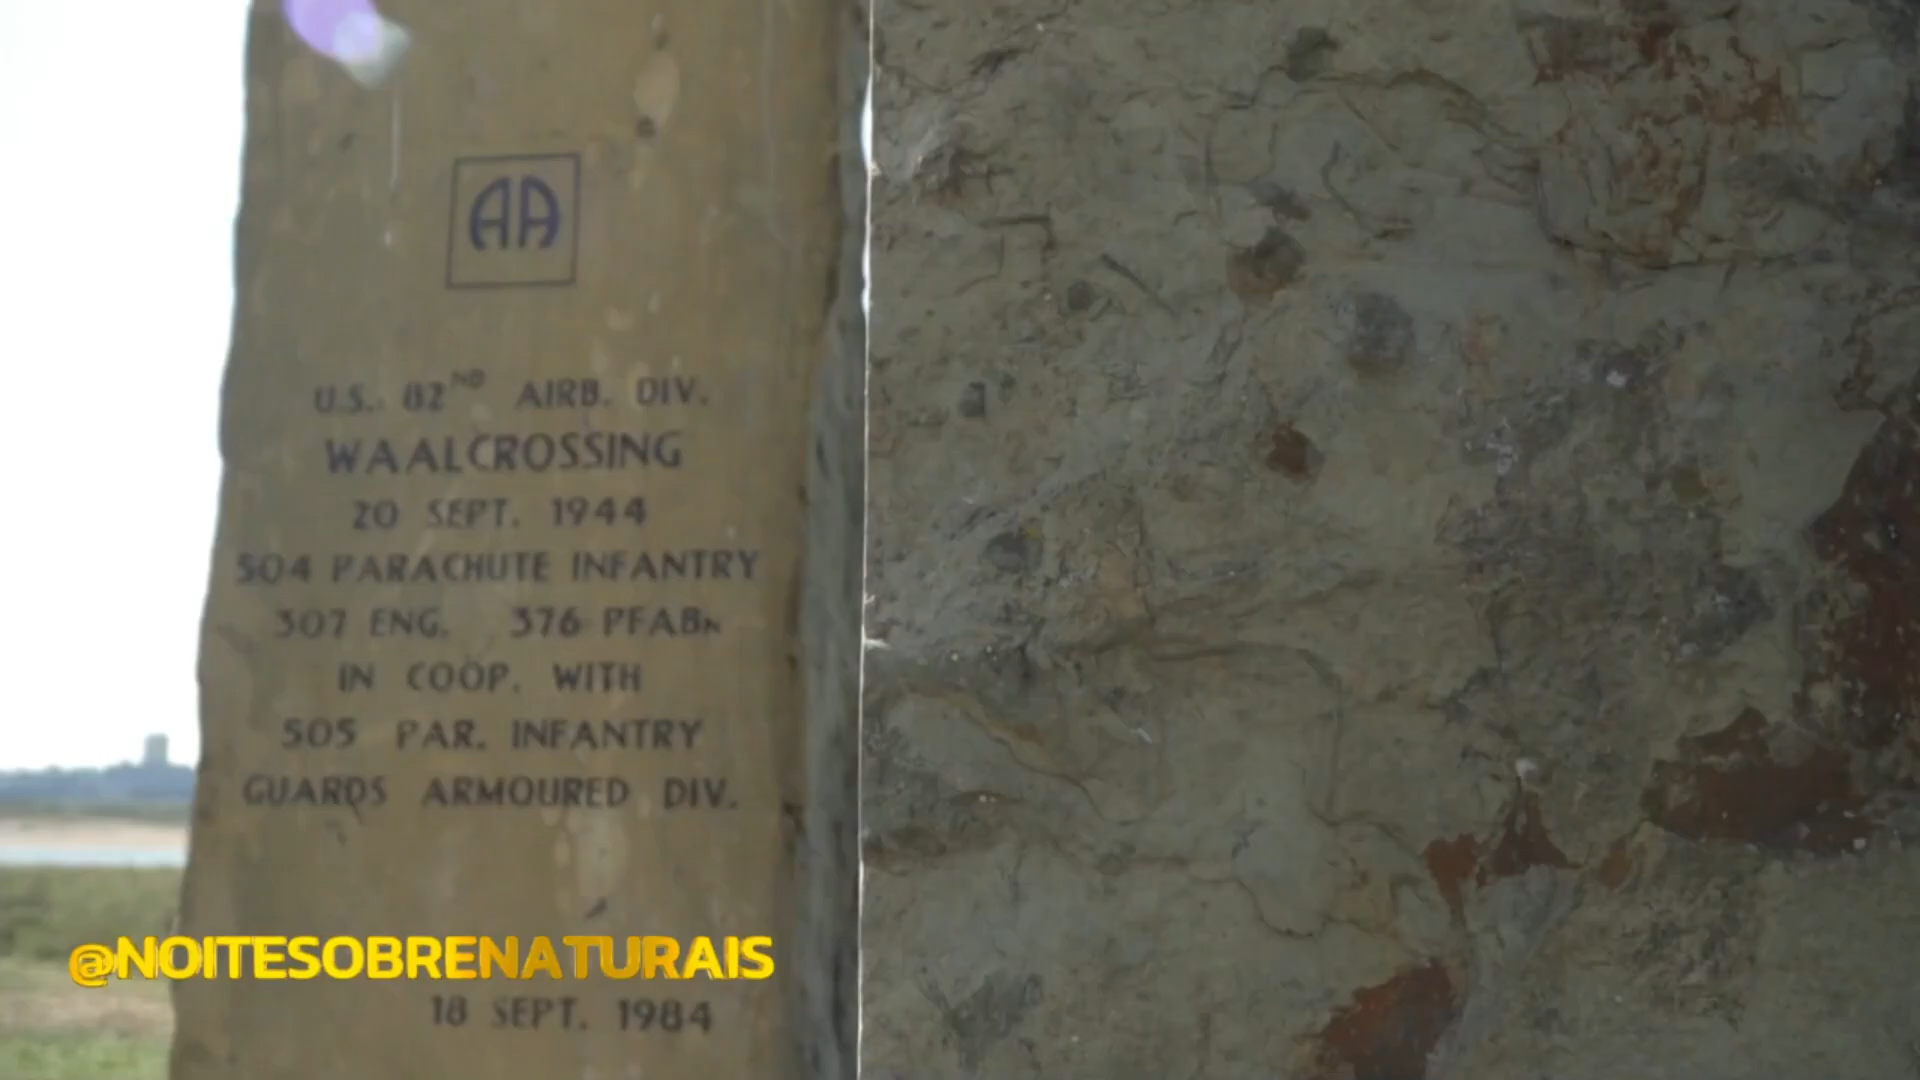 AA
U.S. 82ND AIRB. DIV.
WAALCROSSING
20 SEPT. 1944
504 PARACHUTE INFANTRY
307 ENG. 376 PFABN
IN COOP. WITH
505 PAR. INFANTRY
GUARDS ARMOURED DIV.
@NOITESOBRENATURAIS
18 SEPT. 1984